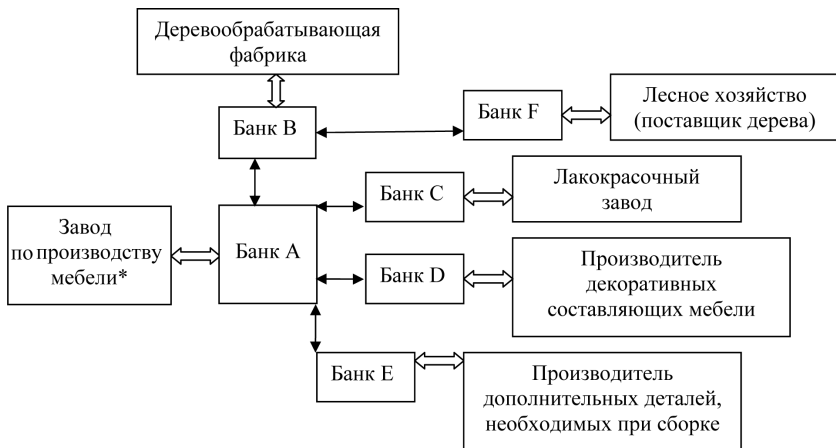 Деревообрабатывающая
фабрика
Банк B
Банк F
Лесное хозяйство
(поставщик дерева)
Банк C
Лакокрасочный
завод
Завод
по производству
мебели*
Банк A
Банк D
Производитель
декоративных
составляющих мебели
Банк E
Производитель
дополнительных деталей,
необходимых при сборке